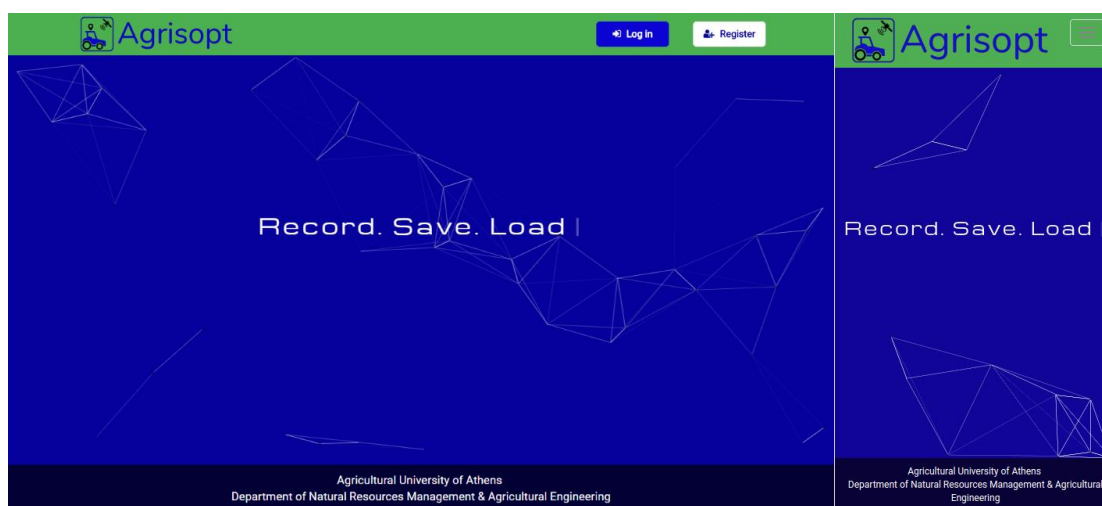 Agrisopt
Log in
Register
Record. Save. Load
Agricultural University of Athens
Department of Natural Resources Management & Agricultural Engineering
Agrisopt
Record. Save. Load
Agricultural University of Athens
Department of Natural Resources Management & Agricultural
Engineering